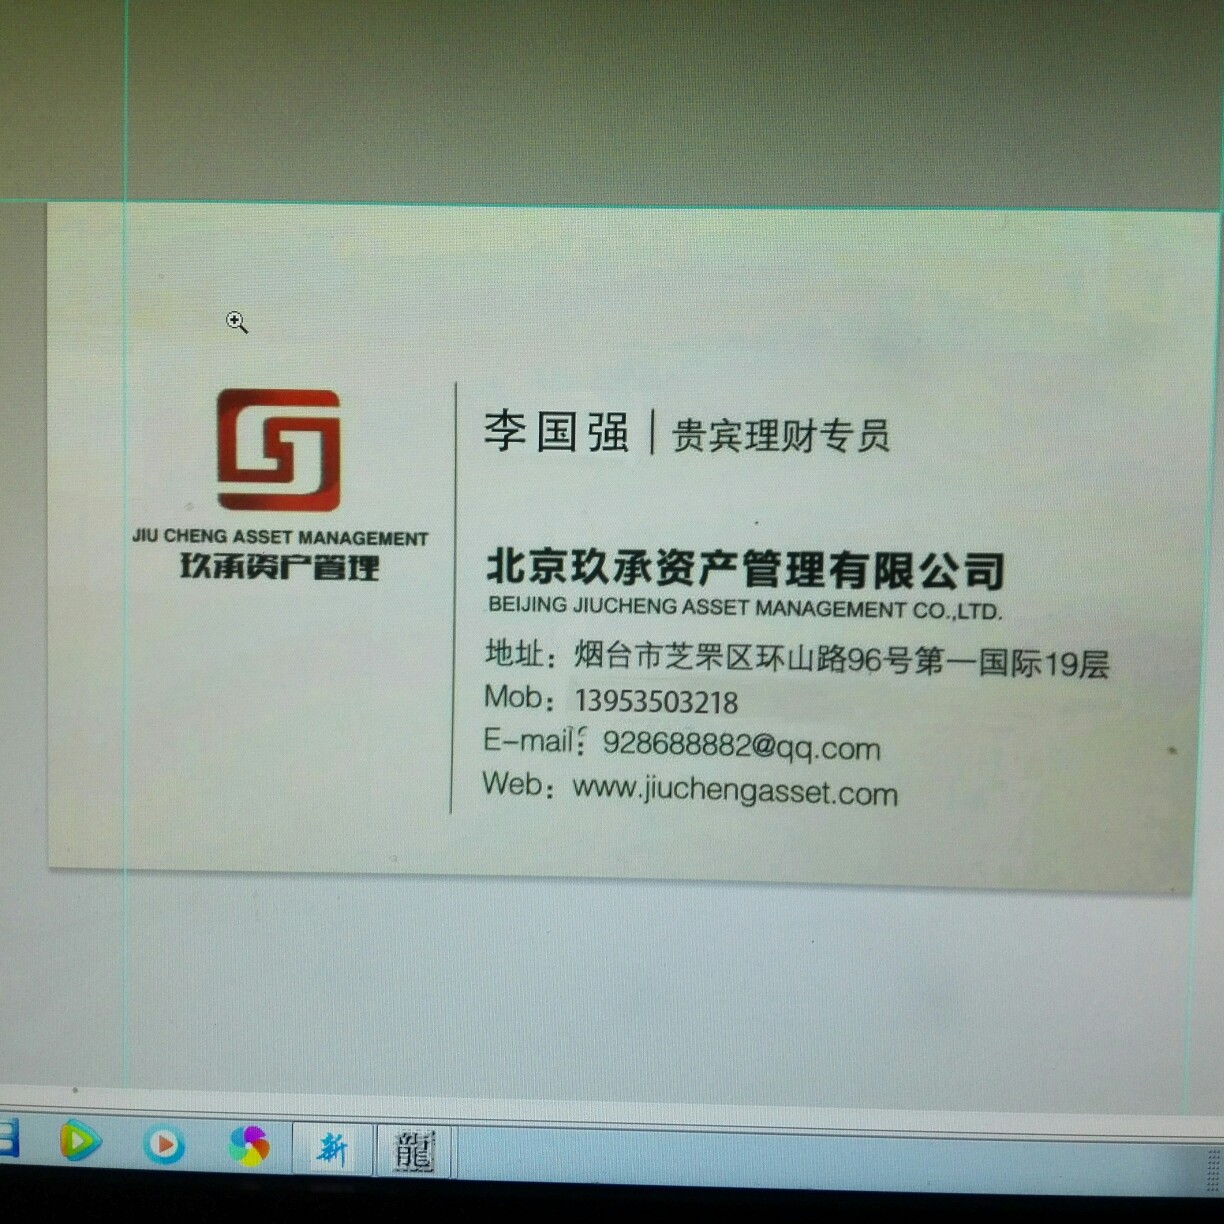 JIU CHENG ASSET MANAGEMENT
玖承资产管理
李国强 | 贵宾理财专员
北京玖承资产管理有限公司
BEIJING JIUCHENG ASSET MANAGEMENT CO.,LTD.
地址：烟台市芝罘区环山路96号第一国际19层
Mob：13953503218
E-mail：928688882@qq.com
Web：www.jiuchengasset.com
新
龍